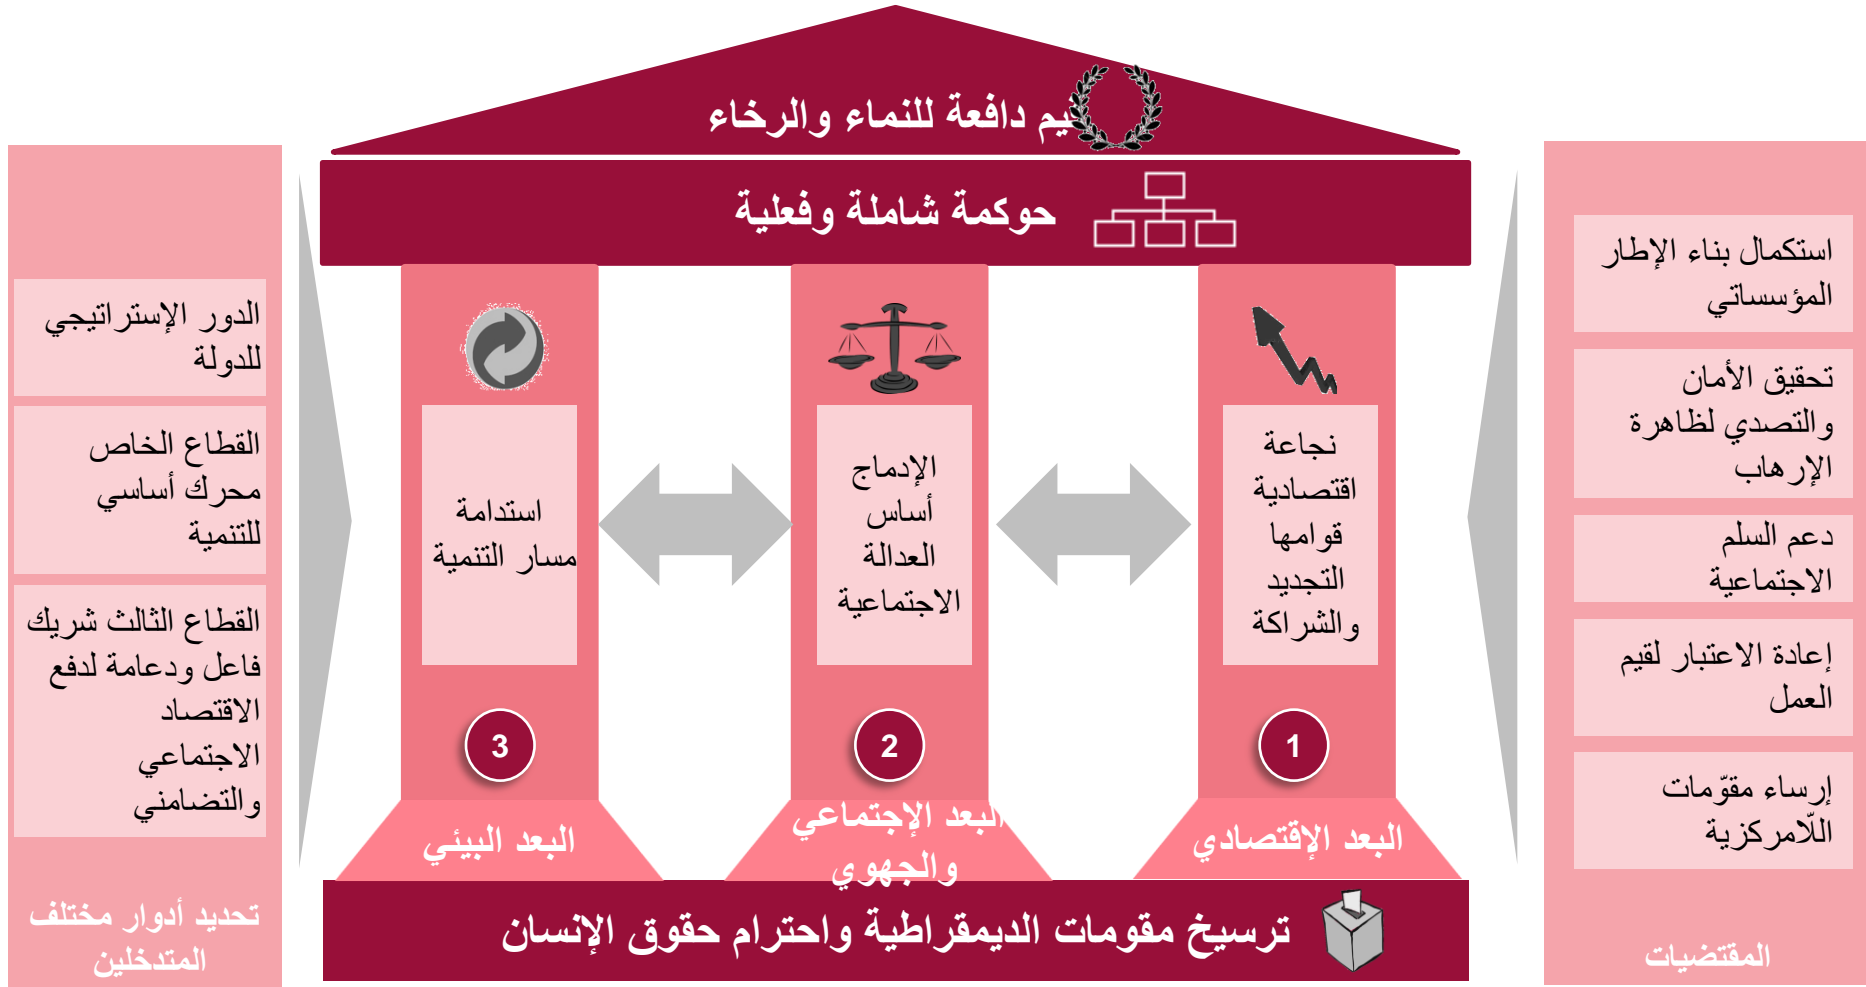 دافعة للنماء والرخاء
حوكمة شاملة وفعلية
استكمال بناء الإطار
المؤسساتي
تحقيق الأمان
والتصدي لظاهرة
الإرهاب
دعم السلم
الاجتماعية
إعادة الاعتبار لقيم
العمل
إرساء مقوّمات
اللّامركزية
المقتضيات
نجاعة
اقتصادية
قوامها
التجديد
والشراكة
1
البعد الإقتصادي
الإدماج
أساس
العدالة
الاجتماعية
2
البعد الإجتماعي
والجهوي
استدامة
مسار التنمية
3
البعد البيئي
ترسيخ مقومات الديمقراطية واحترام حقوق الإنسان
الدور الإستراتيجي
للدولة
القطاع الخاص
محرك أساسي
للتنمية
القطاع الثالث شريك
فاعل ودعامة لدفع
الاقتصاد
الاجتماعي
والتضامني
تحديد أدوار مختلف
المتدخلين